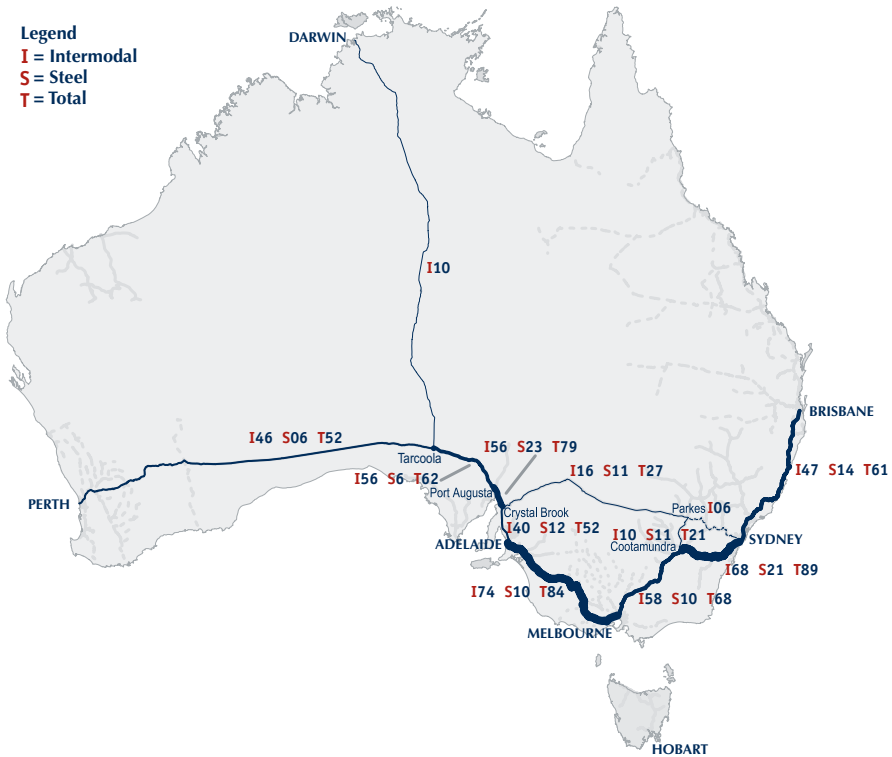 Legend
I = Intermodal
S = Steel
T = Total
DARWIN
I10
BRISBANE
I46 S06 T52
I56 S23 T79
Tarcoola
I47 S14 T61
I16 S11 T27
I56 S6 T62
Port Augusta
PERTH
Parkes I06
Crystal Brook
I40 S12 T52
I10 S11 T21
SYDNEY
ADELAIDE
Cootamundra
I68 S21 T89
I74 S10 T84
I58 S10 T68
MELBOURNE
HOBART